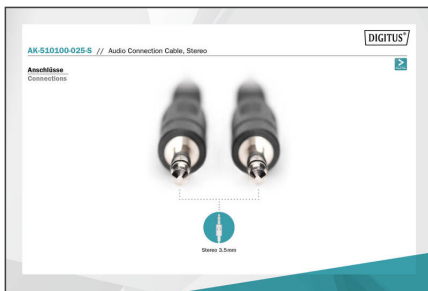 DIGITUS®
AK-510100-025-S // Audio Connection Cable, Stereo
Anschlüsse
Connections
Stereo 3.5mm